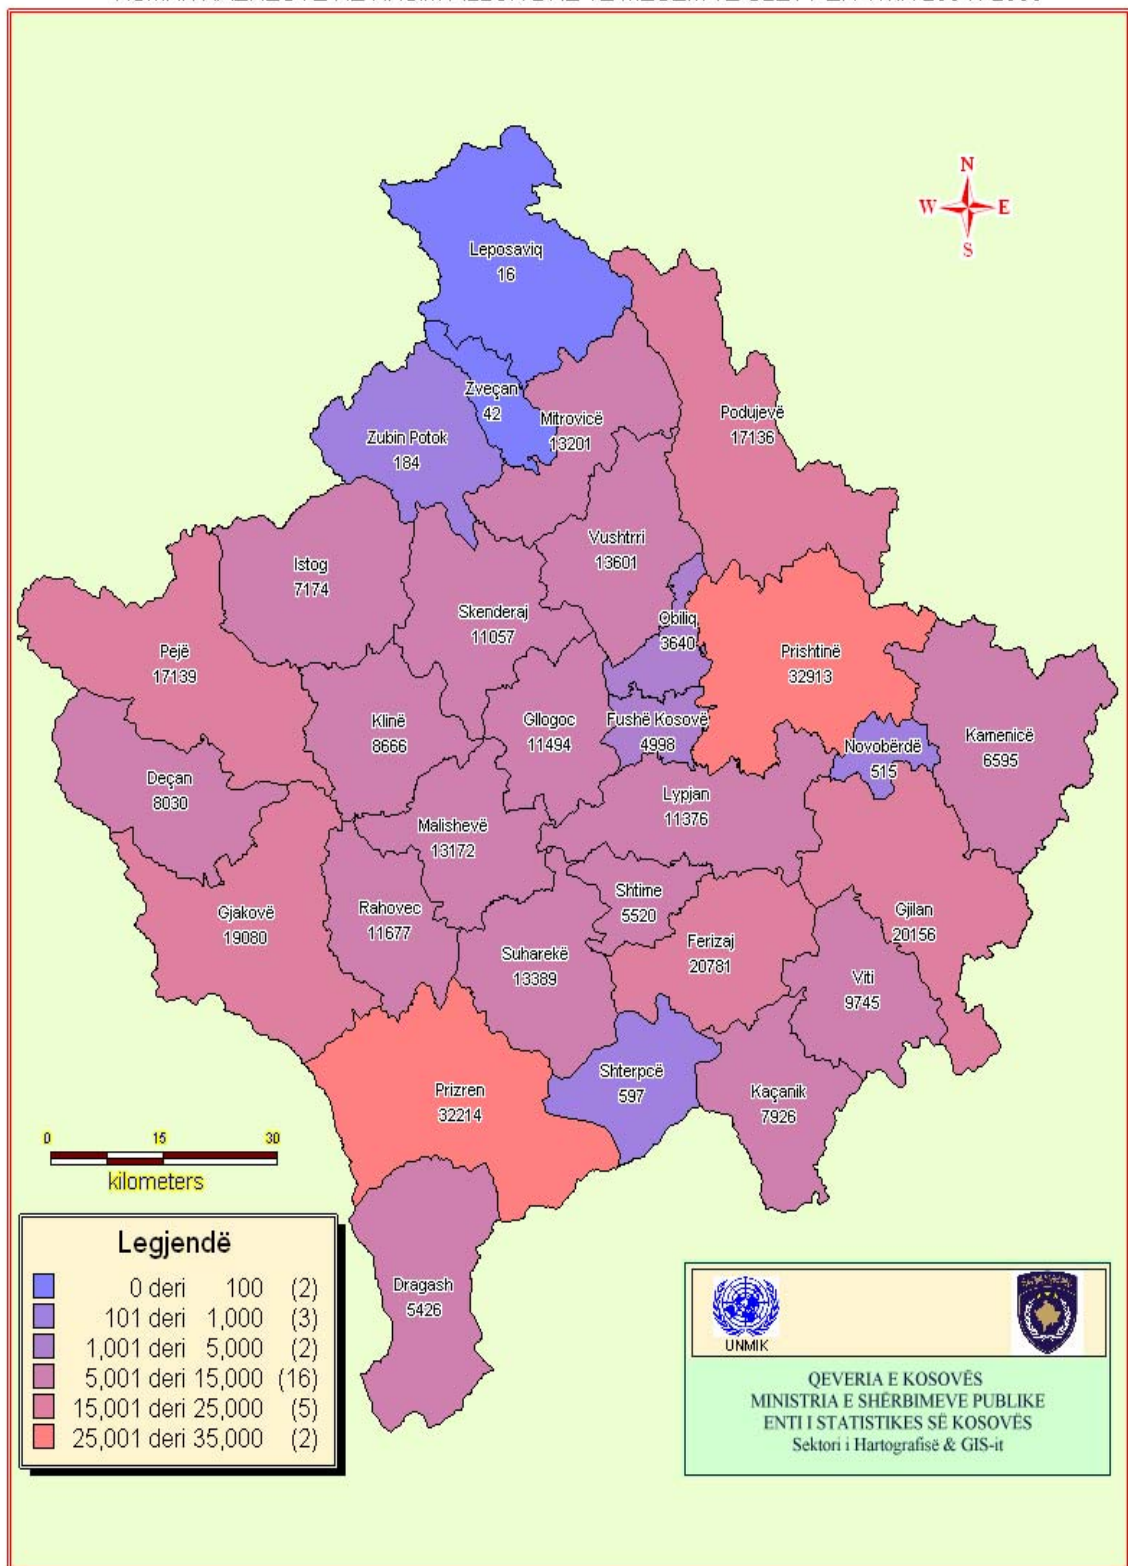 N
W E
S
Leposaviq
16
Zveçan
42
Zubin Potok
184
Mitrovicë
13201
Podujevë
17136
Vushtrri
13601
Istog
7174
Skenderaj
11057
Obiliq
3640
Pejë
17139
Prishtinë
32913
Klinë
8666
Gllogoc
11494
Fushë Kosovë
4998
Novobërdë
515
Kamenicë
6595
Deçan
8030
Lypjan
11376
Malishevë
13172
Shtime
5520
Gjakovë
19080
Rahovec
11677
Suharekë
13389
Ferizaj
20781
Gjilan
20156
Viti
9745
Prizren
32214
Shterpcë
597
Kaçanik
7926
Dragash
5426
0 15 30
kilometers
Legjendë
0 deri 100 (2)
101 deri 1,000 (3)
1,001 deri 5,000 (2)
5,001 deri 15,000 (16)
15,001 deri 25,000 (5)
25,001 deri 35,000 (2)
UNMIK
QEVERIA E KOSOVËS
MINISTRIA E SHËRBIMEVE PUBLIKE
ENTI I STATISTIKES SË KOSOVËS
Sektori i Hartografisë & GIS-it